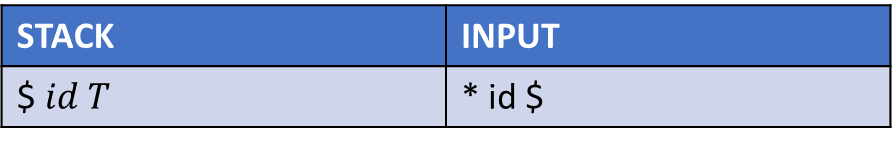 STACK INPUT
$ id T * id $